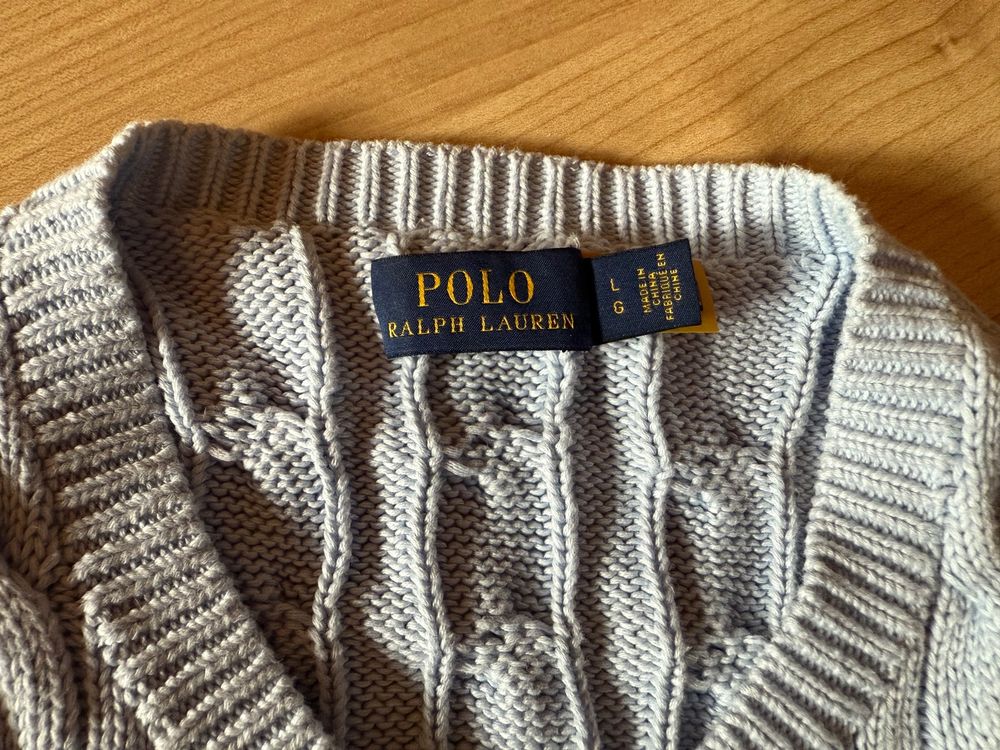 POLO
RALPH LAUREN
L
G
MADE IN
CHINA
FABRIQUÉ EN
CHINE